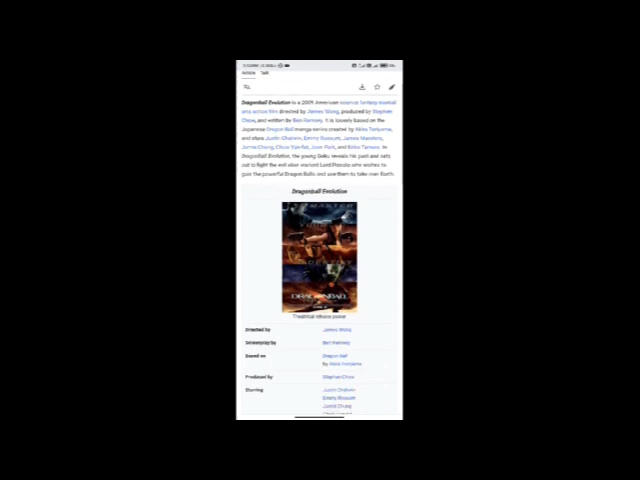 Article Talk
Dragonball Evolution is a 2009 American science fantasy martial
arts action film directed by James Wong, produced by Stephen
Chow, and written by Ben Ramsey. It is loosely based on the
Japanese Dragon Ball manga series created by Akira Toriyama,
and stars Justin Chatwin, Emmy Rossum, James Marsters,
Jamie Chung, Chow Yun-fat, Joon Park, and Eriko Tamura. In
Dragonball Evolution, the young Goku reveals his past and sets
out to fight the evil alien warlord Lord Piccolo who wishes to
gain the powerful Dragon Balls and use them to take over Earth.
Dragonball Evolution
DRAGONBALL
Theatrical release poster
Directed by James Wong
Screenplay by Ben Ramsey
Based on Dragon Ball
by Akira Toriyama
Produced by Stephen Chow
Starring Justin Chatwin
Emmy Rossum
Jamie Chung